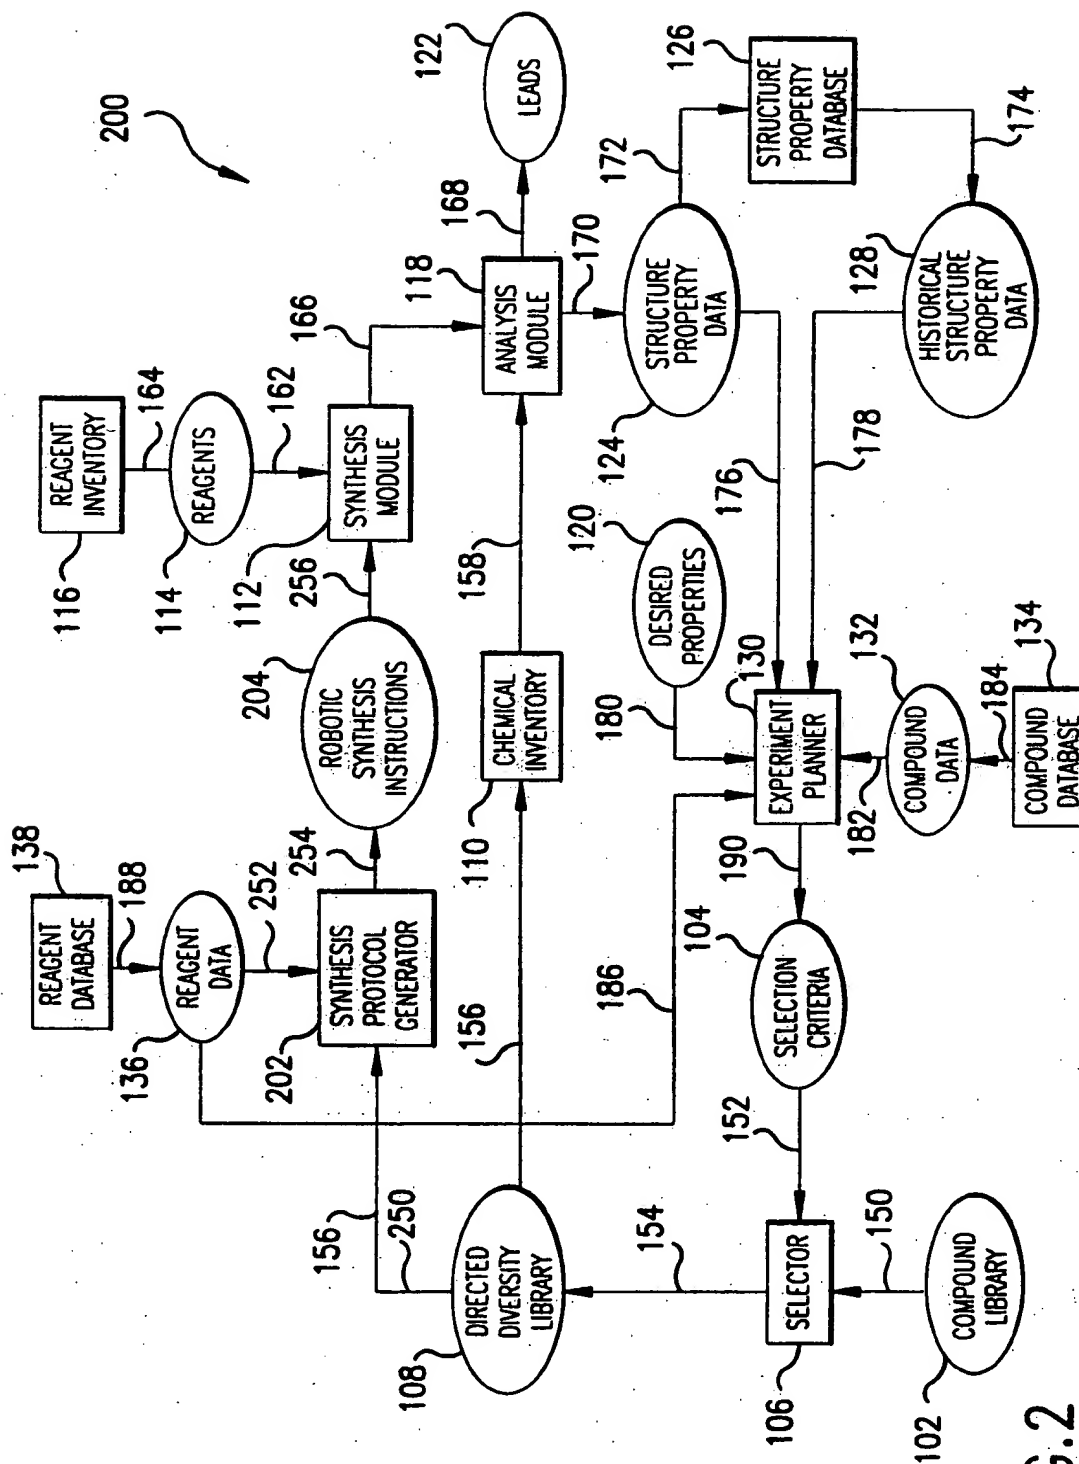 200
REAGENT
INVENTORY
116
164
REAGENTS
114
162
REAGENT
DATABASE
138
188
REAGENT
DATA
136
252
SYNTHESIS
PROTOCOL
GENERATOR
202
254
ROBOTIC
SYNTHESIS
INSTRUCTIONS
204
256
SYNTHESIS
MODULE
112
166
156
250
DIRECTED
DIVERSITY
LIBRARY
108
156
CHEMICAL
INVENTORY
110
158
ANALYSIS
MODULE
118
168
LEADS
122
170
STRUCTURE
PROPERTY
DATA
124
172
STRUCTURE
PROPERTY
DATABASE
126
174
HISTORICAL
STRUCTURE
PROPERTY
DATA
128
176
178
DESIRED
PROPERTIES
120
180
186
EXPERIMENT
PLANNER
130
182
COMPOUND
DATA
132
184
COMPOUND
DATABASE
134
190
SELECTION
CRITERIA
104
152
154
SELECTOR
106
150
COMPOUND
LIBRARY
102
G.2